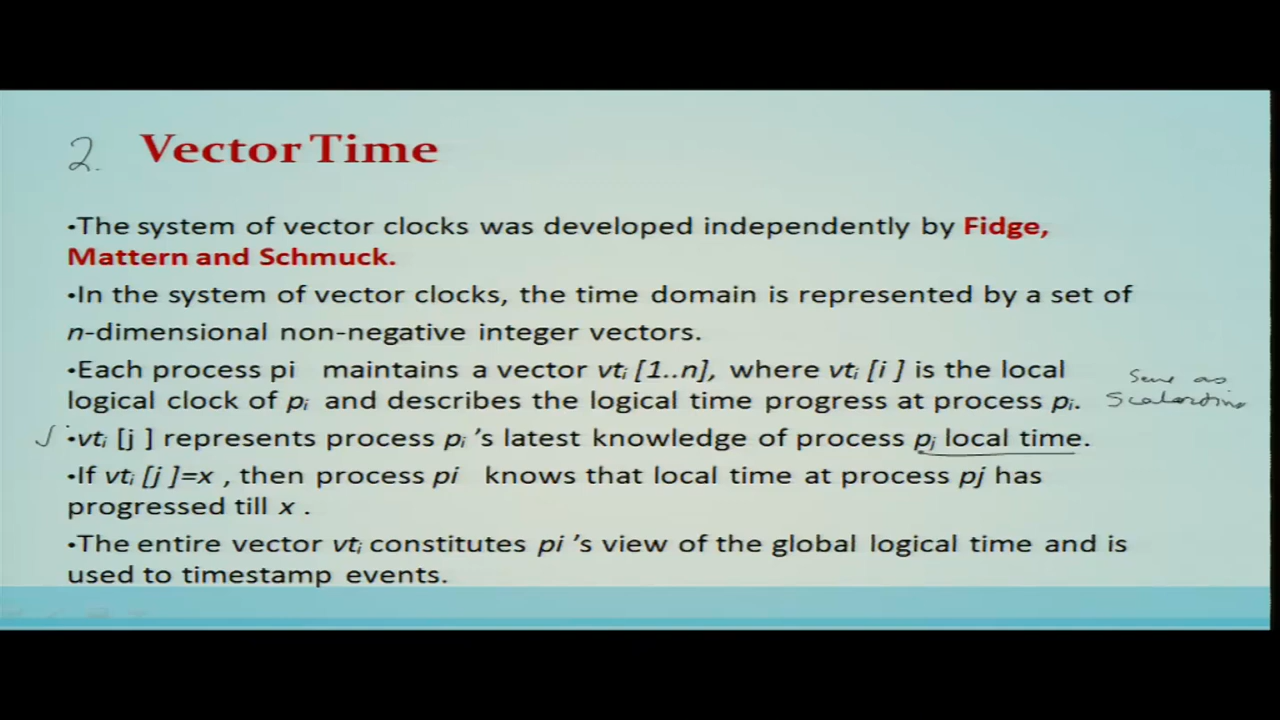 2. Vector Time
•The system of vector clocks was developed independently by Fidge,
Mattern and Schmuck.
•In the system of vector clocks, the time domain is represented by a set of
n-dimensional non-negative integer vectors.
•Each process pi maintains a vector vtᵢ [1..n], where vtᵢ [i ] is the local
logical clock of pᵢ and describes the logical time progress at process pᵢ.
same as
Scalar time
•vtᵢ [j ] represents process pᵢ 's latest knowledge of process pⱼ local time.
•If vtᵢ [j ]=x , then process pi knows that local time at process pj has
progressed till x .
•The entire vector vtᵢ constitutes pi 's view of the global logical time and is
used to timestamp events.